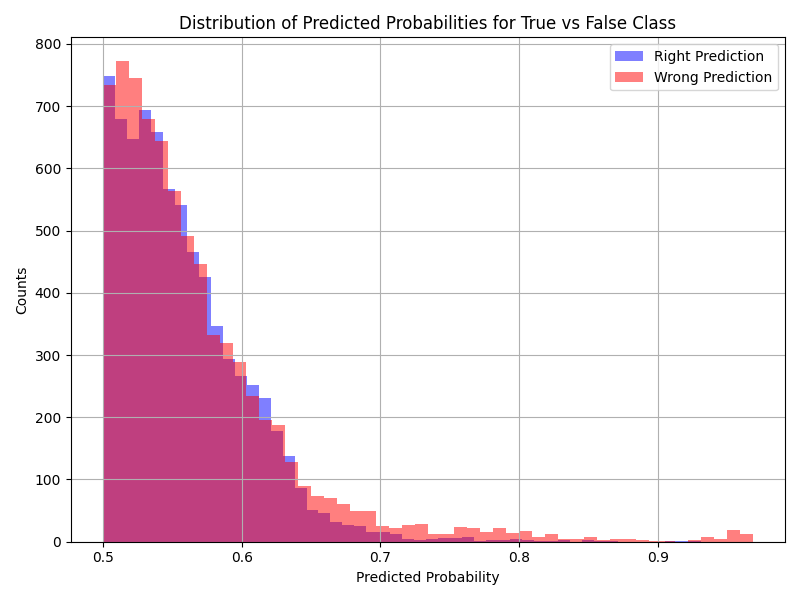 Distribution of Predicted Probabilities for True vs False Class
Right Prediction
Wrong Prediction
800
700
600
500
400
300
200
100
0
Counts
0.5 0.6 0.7 0.8 0.9
Predicted Probability